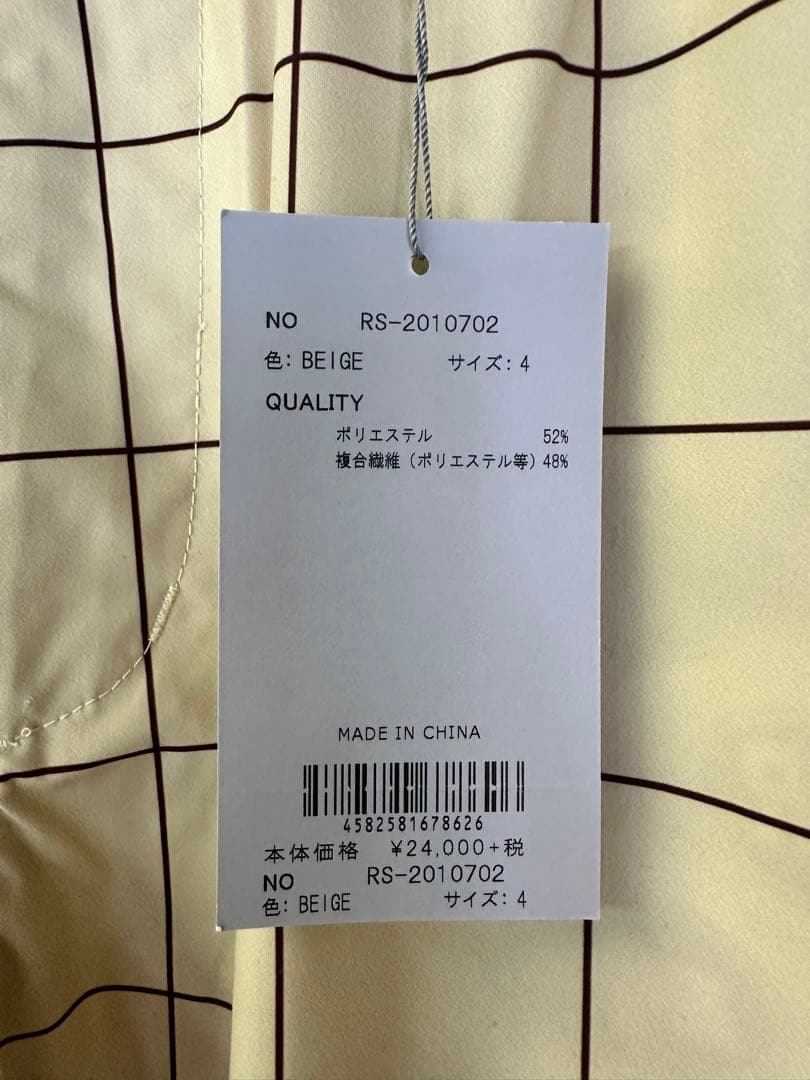 NO RS-2010702
色: BEIGE サイズ: 4
QUALITY
ポリエステル 52%
複合繊維 (ポリエステル等) 48%
MADE IN CHINA
4582581678626
本体価格 ¥24,000+税
NO RS-2010702
色: BEIGE サイズ: 4